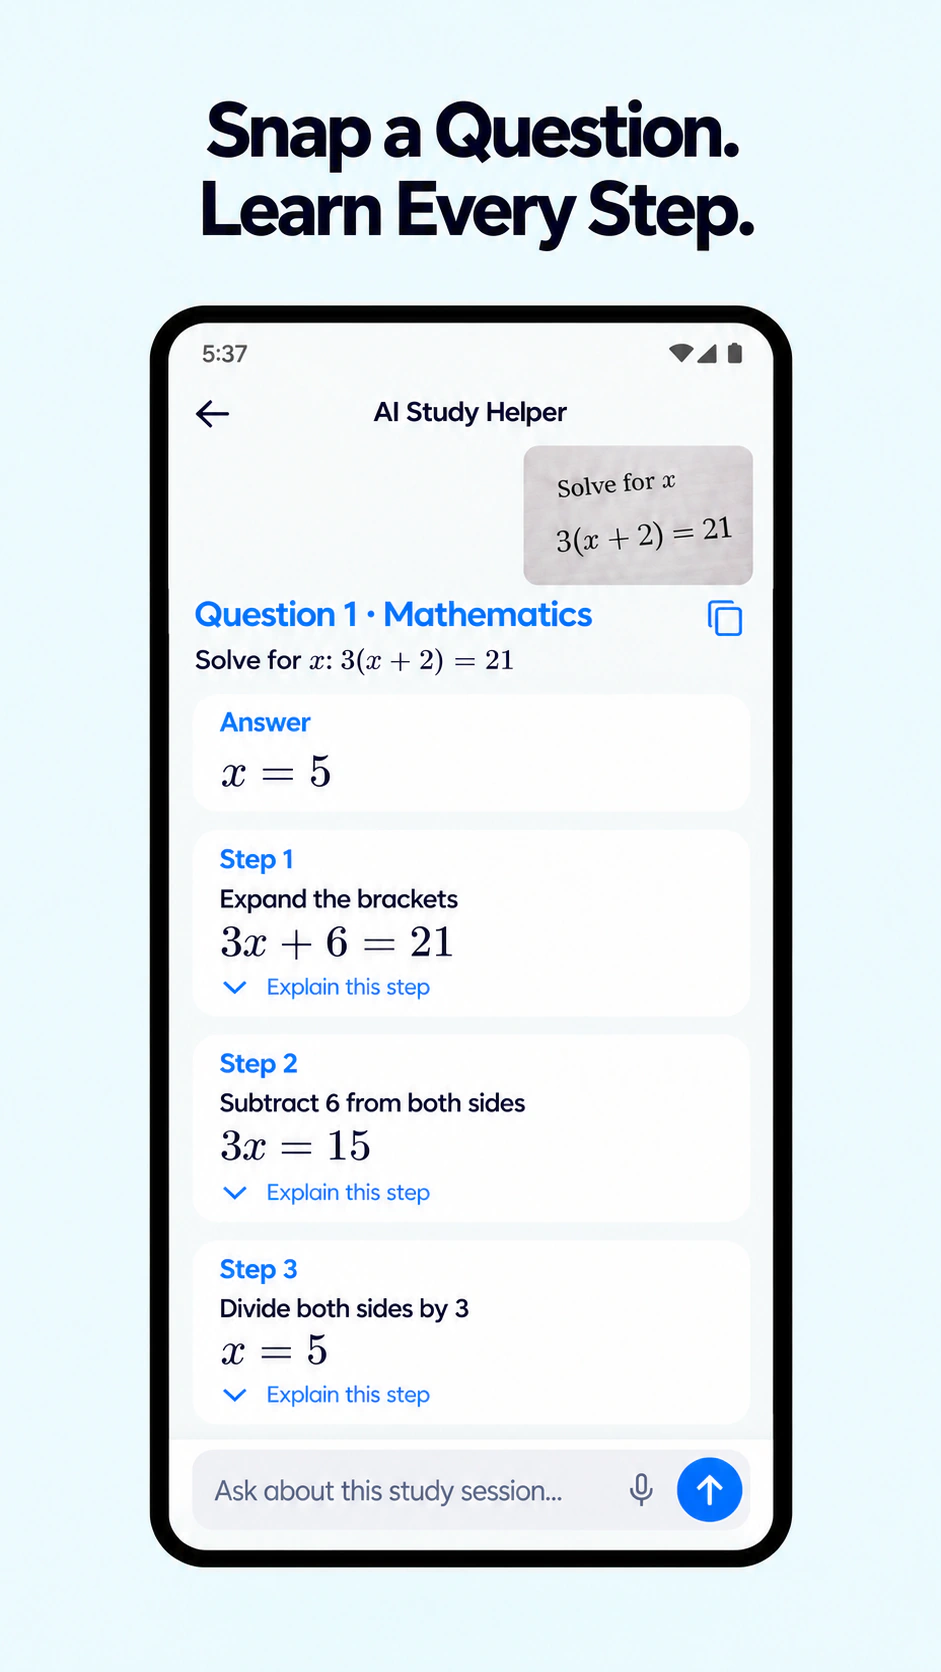 Snap a Question.
Learn Every Step.
5:37
AI Study Helper
Solve for x
3(x + 2) = 21
Question 1 · Mathematics
Solve for x: 3(x + 2) = 21
Answer
x = 5
Step 1
Expand the brackets
3x + 6 = 21
Explain this step
Step 2
Subtract 6 from both sides
3x = 15
Explain this step
Step 3
Divide both sides by 3
x = 5
Explain this step
Ask about this study session...